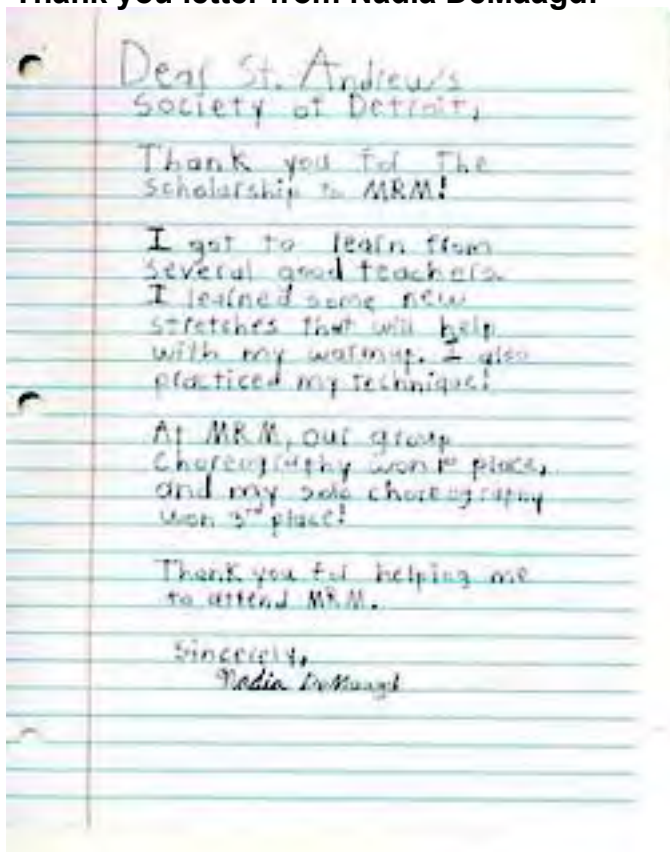 Thank you letter from Nadia DeMaagd:
Dear St. Andrew's
Society of Detroit,
Thank you for The
Scholarship to MRM!
I got to learn from
several good teachers.
I learned some new
stretches that will help
with my warmup. I also
practiced my technique!
At MRM, our group
Choreography won 1st place,
and my solo choreography
won 3rd place!
Thank you for helping me
to attend MRM.
Sincerely,
Nadia DeMaagd